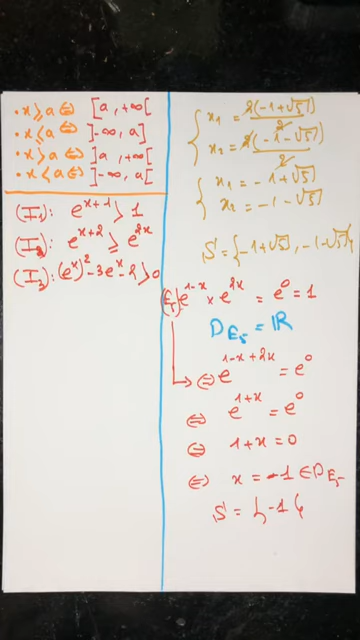 • x ⩾ a ⇔ [a, +∞[
• x ⩽ a ⇔ ]-∞, a]
• x > a ⇔ ]a, +∞[
• x < a ⇔ ]-∞, a[
(I₁): e^(x+1) > 1
(I₂): e^(x+2) ⩾ e^(2x)
(I₃): (e^x)² - 3e^x - 2 > 0
{ x₁ = 2(-1+√5)/2
x₂ = 2(-1-√5)/2
{ x₁ = -1+√5
x₂ = -1-√5
S = {-1+√5, -1-√5}
(E₅) e^(1-x) × e^(2x) = e^0 = 1
D_E₅ = ℝ
⇔ e^(1-x+2x) = e^0
⇔ e^(1+x) = e^0
⇔ 1+x = 0
⇔ x = -1 ∈ D_E₅
S = {-1}